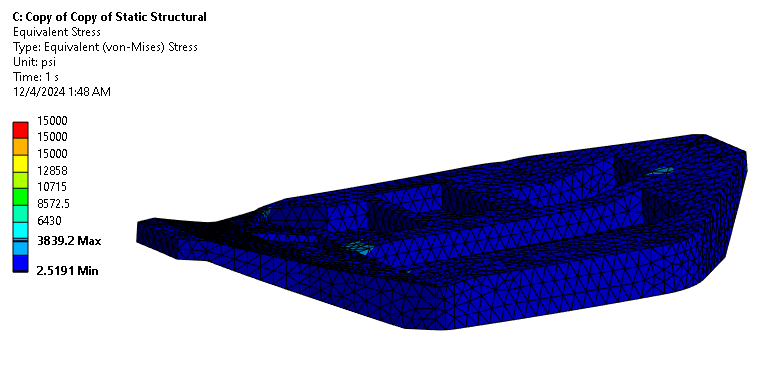 C: Copy of Copy of Static Structural
Equivalent Stress
Type: Equivalent (von-Mises) Stress
Unit: psi
Time: 1 s
12/4/2024 1:48 AM
15000
15000
15000
12858
10715
8572.5
6430
3839.2 Max
2.5191 Min